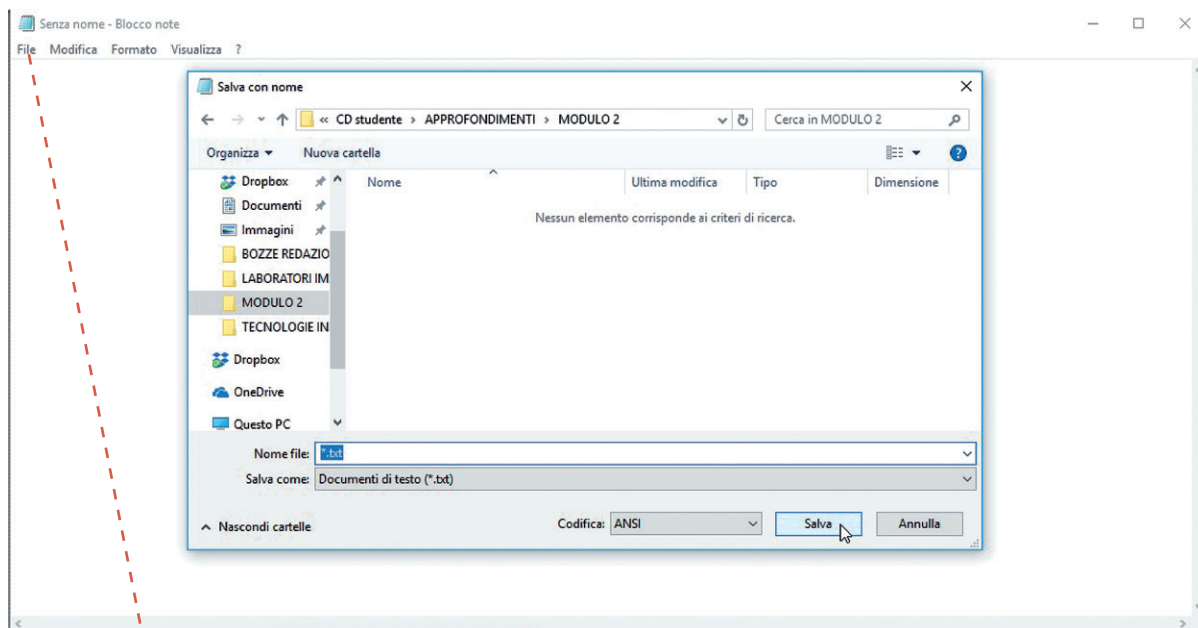 Senza nome - Blocco note
File Modifica Formato Visualizza ?
Salva con nome
« CD studente › APPROFONDIMENTI › MODULO 2
Cerca in MODULO 2
Organizza Nuova cartella
Nome Ultima modifica Tipo Dimensione
Nessun elemento corrisponde ai criteri di ricerca.
Dropbox
Documenti
Immagini
BOZZE REDAZIO
LABORATORI IM
MODULO 2
TECNOLOGIE IN
Dropbox
OneDrive
Questo PC
Nome file: *.txt
Salva come: Documenti di testo (*.txt)
Nascondi cartelle Codifica: ANSI Salva Annulla